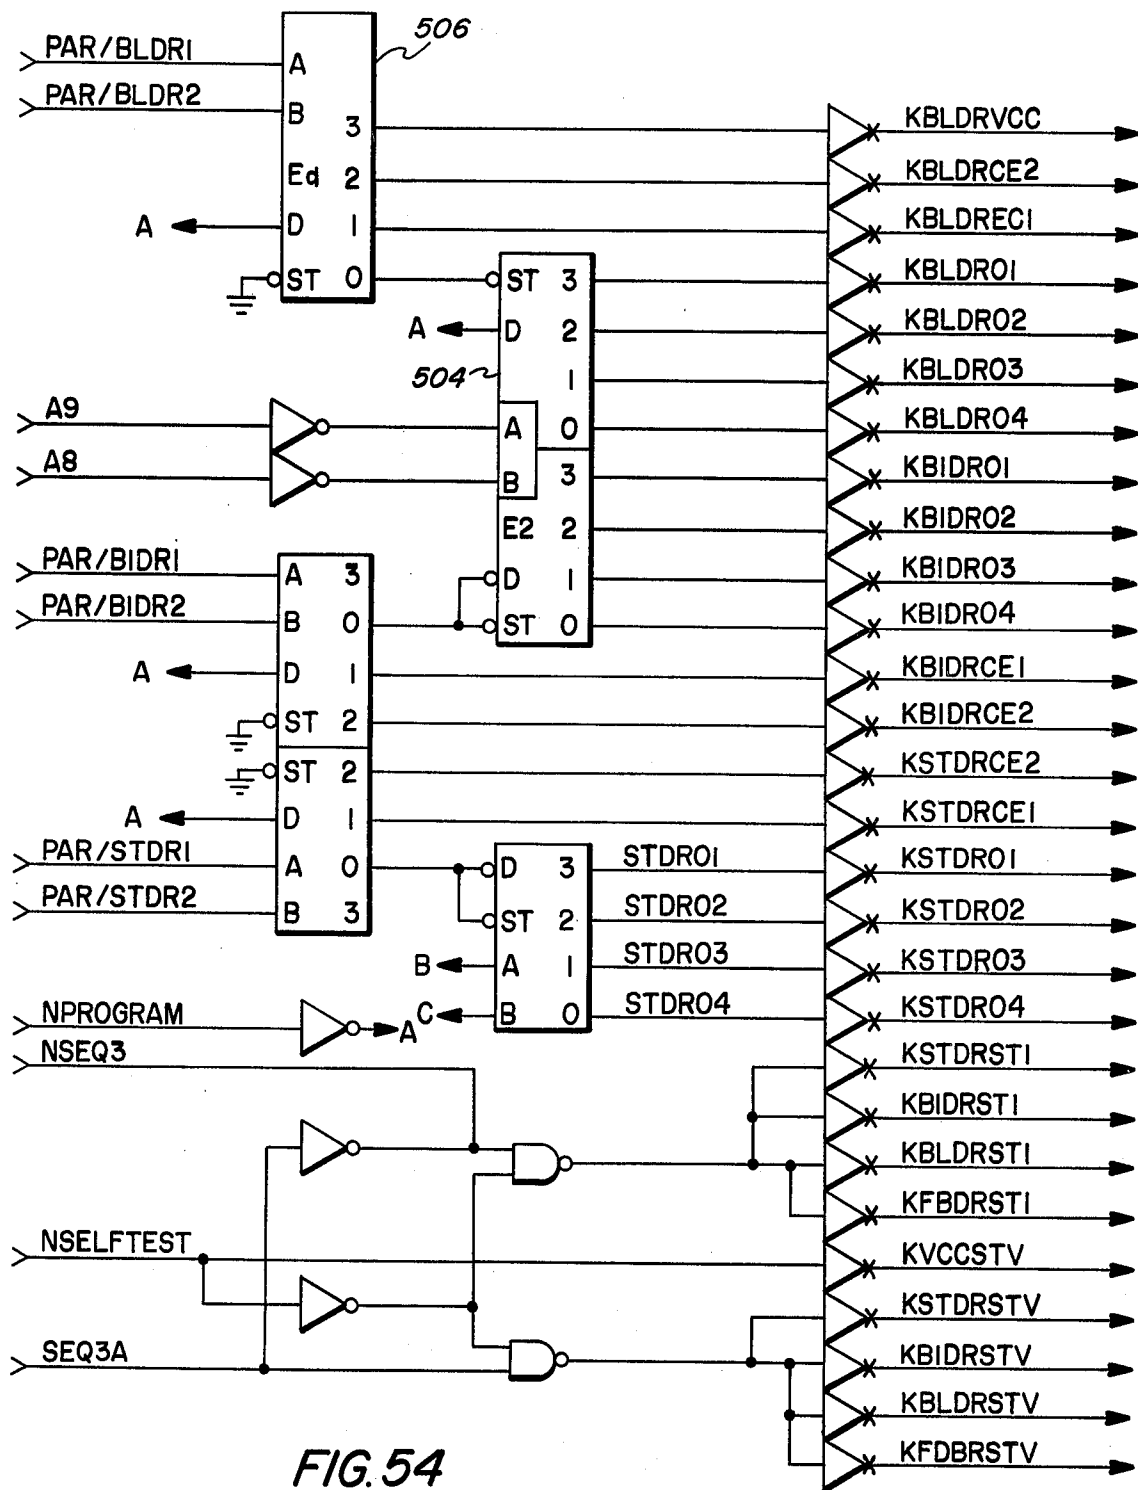 506
PAR/BLDR1
A
PAR/BLDR2
B
3
KBLDRVCC
Ed
2
KBLDRCE2
A
D
1
KBLDREC1
ST
0
ST
3
KBLDR01
A
D
2
KBLDR02
504
1
KBLDR03
A9
A
0
KBLDR04
A8
B
3
KBIDR01
E2
2
KBIDR02
PAR/BIDR1
A
3
D
1
KBIDR03
PAR/BIDR2
B
0
ST
0
KBIDR04
A
D
1
KBIDRCE1
ST
2
KBIDRCE2
ST
2
KSTDRCE2
A
D
1
KSTDRCE1
PAR/STDR1
A
0
D
3
STDR01
KSTDR01
PAR/STDR2
B
3
ST
2
STDR02
KSTDR02
B
A
1
STDR03
KSTDR03
NPROGRAM
A
C
B
0
STDR04
KSTDR04
NSEQ3
KSTDRST1
KBIDRST1
KBLDRST1
KFBDRST1
NSELFTEST
KVCCSTV
KSTDRSTV
SEQ3A
KBIDRSTV
KBLDRSTV
KFDBRSTV
FIG. 54